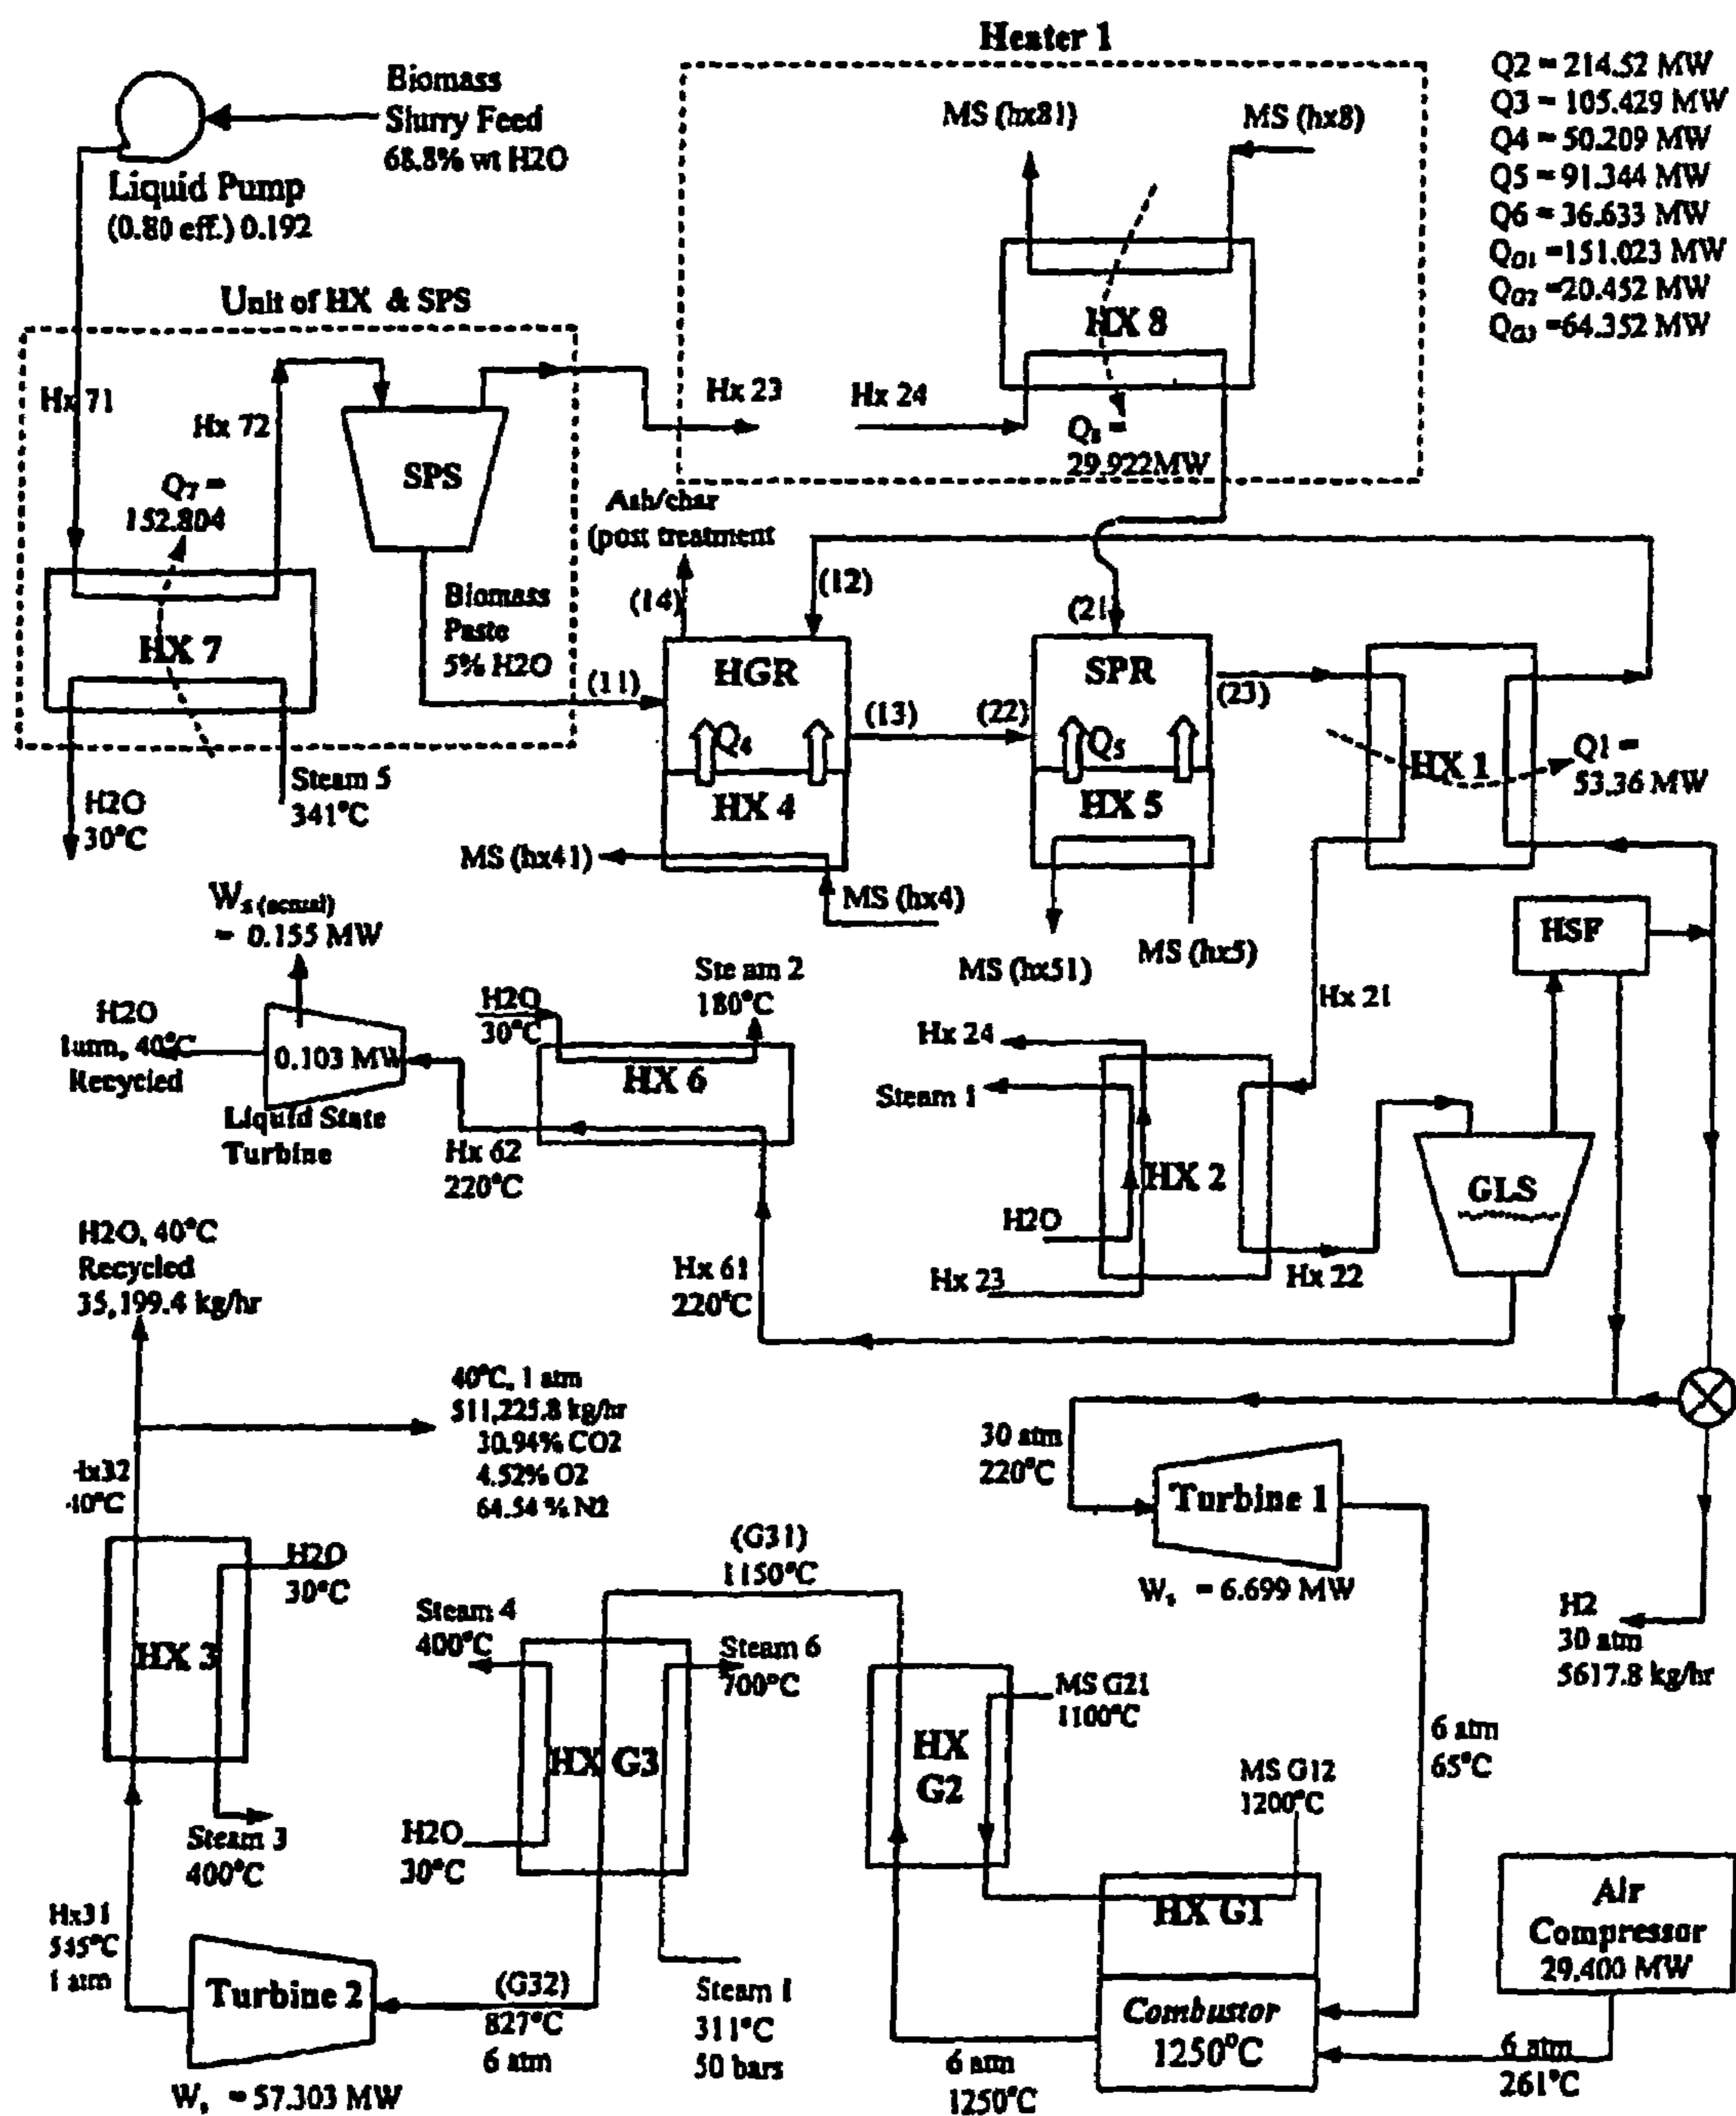 Heater 1
Q2 = 214.52 MW
Q3 = 105.429 MW
Q4 = 50.209 MW
Q5 = 91.344 MW
Q6 = 36.633 MW
QG1 =151.023 MW
QG2 =20.452 MW
QG3 =64.352 MW
Biomass
Slurry Feed
68.8% wt H2O
Liquid Pump
(0.80 eff.) 0.192
MS (hx81)
MS (hx8)
HX 8
Q8 =
29.922MW
Unit of HX & SPS
Hx 71
Hx 72
SPS
Hx 23
Hx 24
Q7 =
152.804
HX 7
Biomass
Paste
5% H2O
H2O
30°C
Steam 5
341°C
Ash/char
(post treatment
(14)
(12)
(21)
(11)
HGR
(13)
(22)
SPR
(23)
Q4
Q5
HX 4
HX 5
HX 1
Q1 =
53.36 MW
MS (hx41)
MS (hx4)
MS (hx51)
MS (hx5)
HSF
Hx 21
Ws (actual)
= 0.155 MW
H2O
1atm, 40°C
Recycled
0.103 MW
Liquid State
Turbine
H2O
30°C
Steam 2
180°C
HX 6
Hx 62
220°C
Hx 61
220°C
Hx 24
Steam 1
HX 2
H2O
Hx 23
Hx 22
GLS
H2O, 40°C
Recycled
35,199.4 kg/hr
40°C, 1 atm
511,225.8 kg/hr
30.94% CO2
4.52% O2
64.54 % N2
30 atm
220°C
Turbine 1
Ws = 6.699 MW
H2
30 atm
5617.8 kg/hr
Hx32
40°C
H2O
30°C
HX 3
Steam 3
400°C
Hx31
545°C
1 atm
(G31)
1150°C
Steam 4
400°C
Steam 6
700°C
HX G3
H2O
30°C
MS G21
1100°C
HX
G2
6 atm
65°C
MS G12
1200°C
HX G1
Combustor
1250°C
Air
Compressor
29.400 MW
6 atm
261°C
6 atm
1250°C
Steam 1
311°C
50 bars
(G32)
827°C
6 atm
Turbine 2
Ws = 57.303 MW